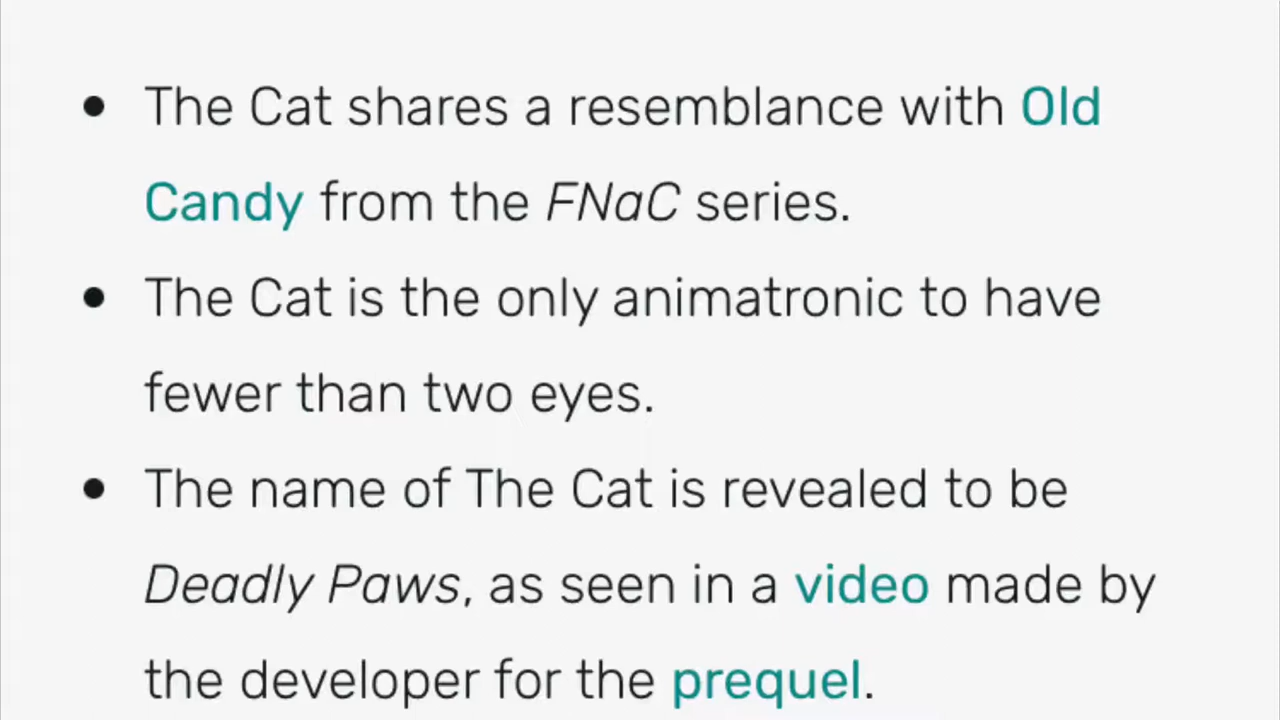 The Cat shares a resemblance with Old
Candy from the FNaC series.
The Cat is the only animatronic to have
fewer than two eyes.
The name of The Cat is revealed to be
Deadly Paws, as seen in a video made by
the developer for the prequel.